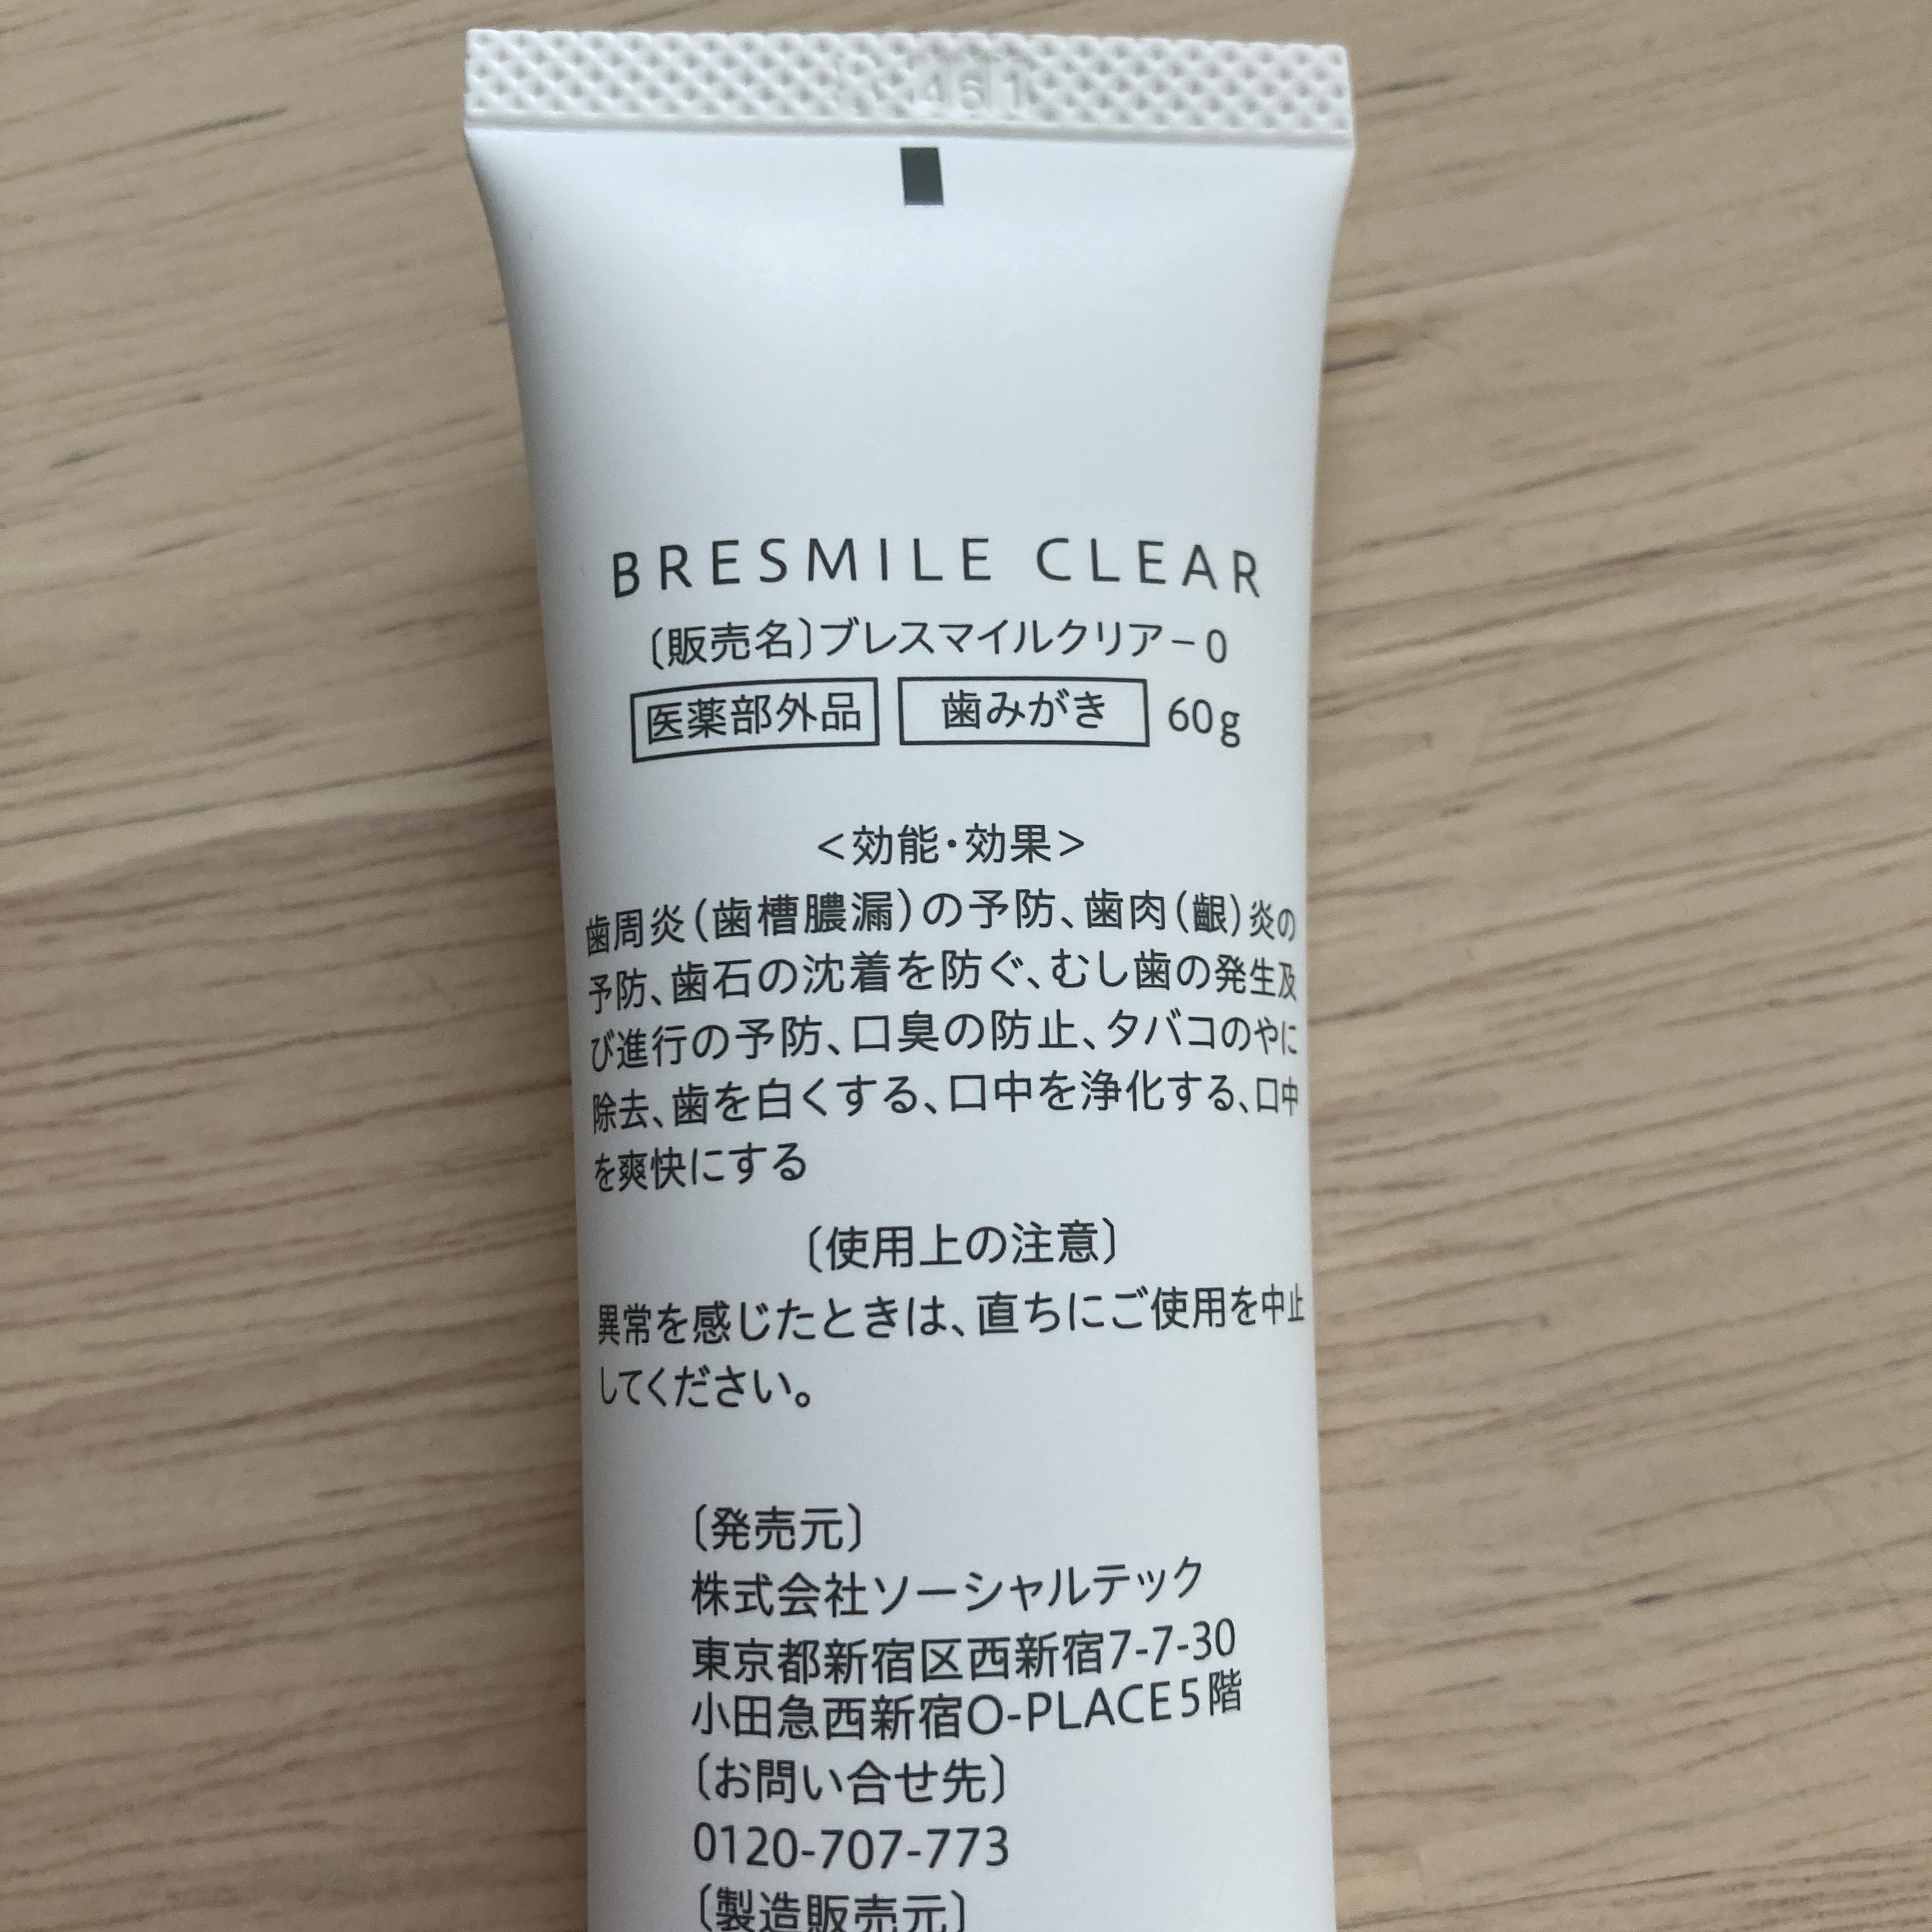 461
BRESMILE CLEAR
〔販売名〕ブレスマイルクリアー0
医薬部外品 歯みがき 60g
<効能・効果>
歯周炎(歯槽膿漏)の予防、歯肉(齦)炎の
予防、歯石の沈着を防ぐ、むし歯の発生及
び進行の予防、口臭の防止、タバコのやに
除去、歯を白くする、口中を浄化する、口中
を爽快にする
〔使用上の注意〕
異常を感じたときは、直ちにご使用を中止
してください。
〔発売元〕
株式会社ソーシャルテック
東京都新宿区西新宿7-7-30
小田急西新宿O-PLACE5階
〔お問い合せ先〕
0120-707-773
〔製造販売元〕